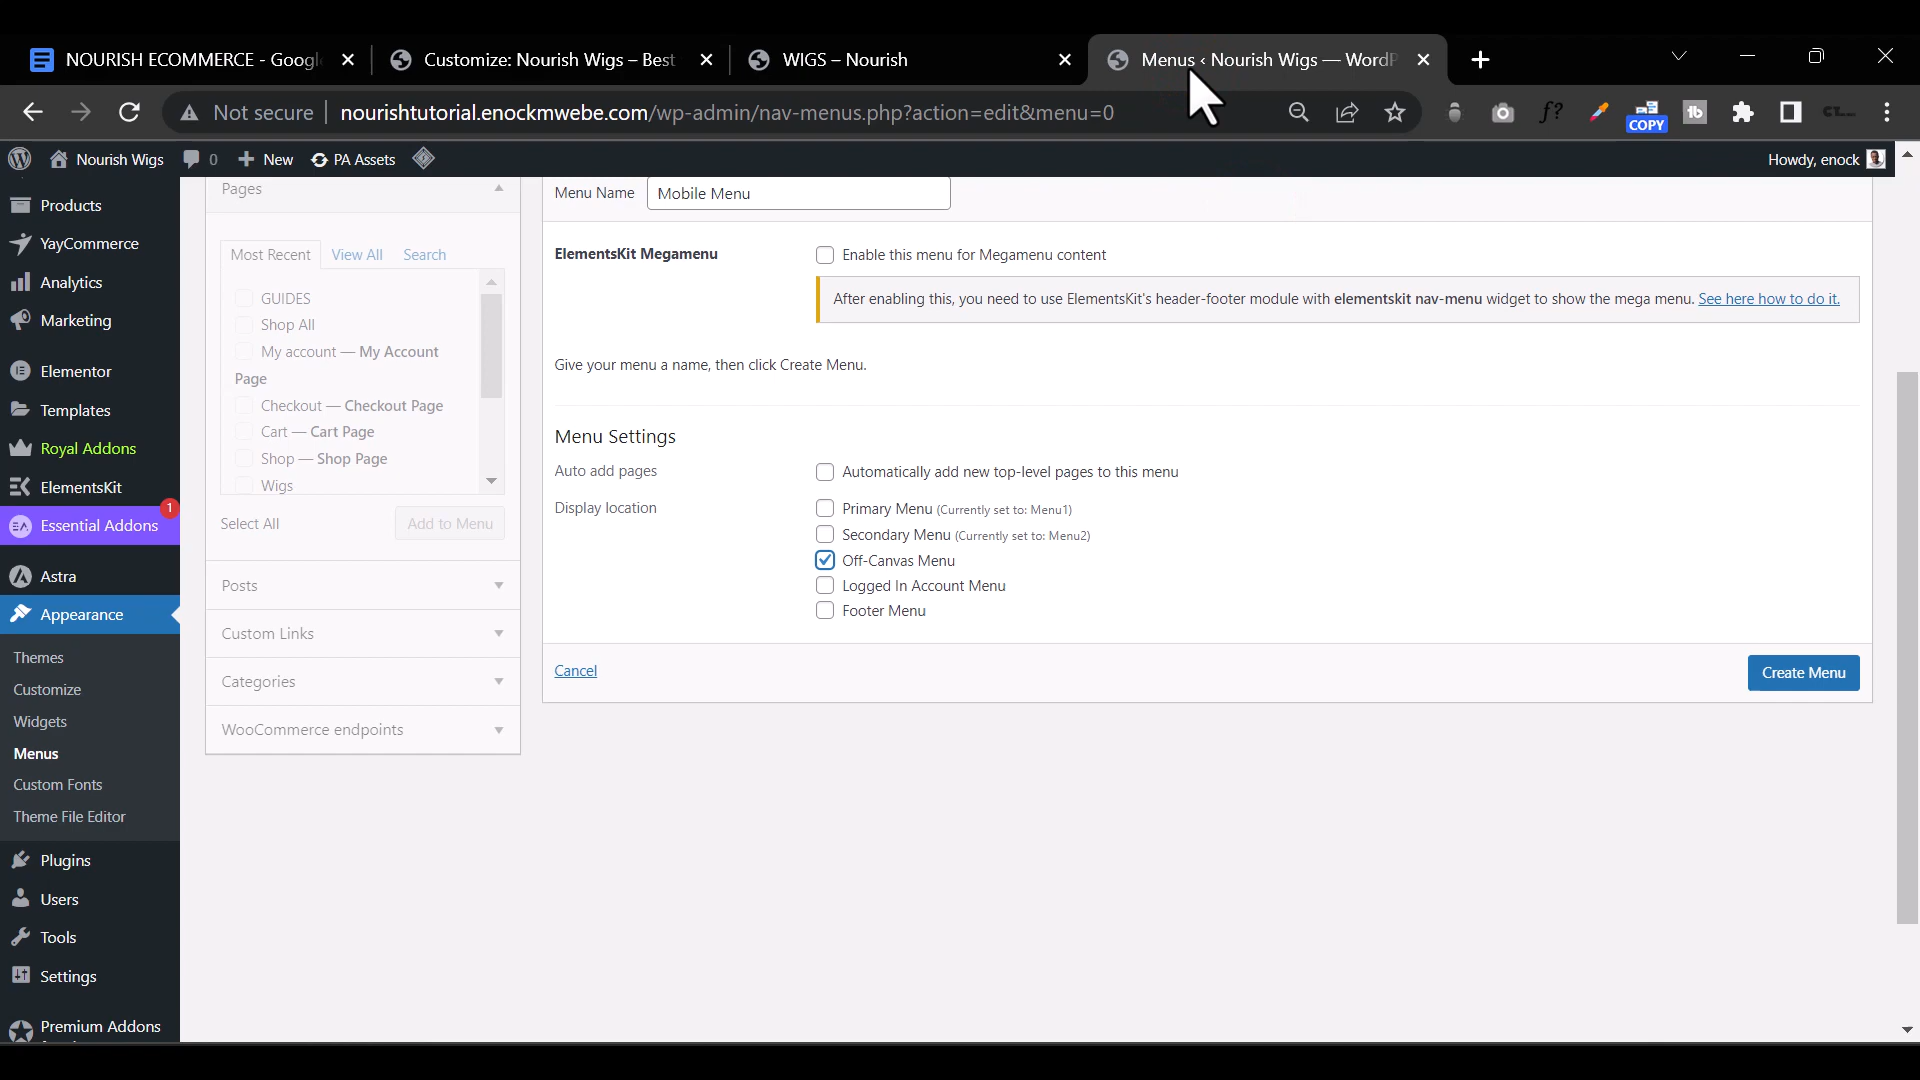 NOURISH ECOMMERCE - Googl
Customize: Nourish Wigs – Best
WIGS – Nourish
Menus ‹ Nourish Wigs — WordP
Not secure
nourishtutorial.enockmwebe.com/wp-admin/nav-menus.php?action=edit&menu=0
f?
COPY
Nourish Wigs
0
New
PA Assets
Howdy, enock
Products
YayCommerce
Analytics
Marketing
Elementor
Templates
Royal Addons
ElementsKit
1
Essential Addons
Astra
Appearance
Themes
Customize
Widgets
Menus
Custom Fonts
Theme File Editor
Plugins
Users
Tools
Settings
Premium Addons
Pages
Most Recent
View All
Search
GUIDES
Shop All
My account — My Account
Page
Checkout — Checkout Page
Cart — Cart Page
Shop — Shop Page
Wigs
Select All
Add to Menu
Posts
Custom Links
Categories
WooCommerce endpoints
Menu Name
Mobile Menu
ElementsKit Megamenu
Enable this menu for Megamenu content
After enabling this, you need to use ElementsKit's header-footer module with elementskit nav-menu widget to show the mega menu. See here how to do it.
Give your menu a name, then click Create Menu.
Menu Settings
Auto add pages
Automatically add new top-level pages to this menu
Display location
Primary Menu (Currently set to: Menu1)
Secondary Menu (Currently set to: Menu2)
Off-Canvas Menu
Logged In Account Menu
Footer Menu
Cancel
Create Menu